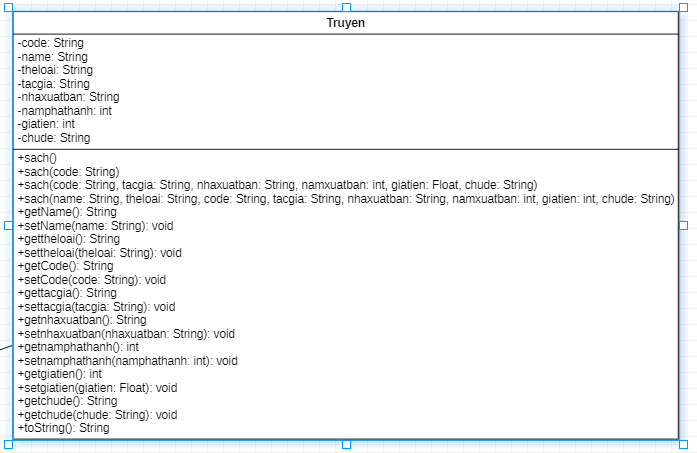 Truyen
-code: String
-name: String
-theloai: String
-tacgia: String
-nhaxuatban: String
-namphathanh: int
-giatien: int
-chude: String
+sach()
+sach(code: String)
+sach(code: String, tacgia: String, nhaxuatban: String, namxuatban: int, giatien: Float, chude: String)
+sach(name: String, theloai: String, code: String, tacgia: String, nhaxuatban: String, namxuatban: int, giatien: int, chude: String)
+getName(): String
+setName(name: String): void
+gettheloai(): String
+settheloai(theloai: String): void
+getCode(): String
+setCode(code: String): void
+gettacgia(): String
+settacgia(tacgia: String): void
+getnhaxuatban(): String
+setnhaxuatban(nhaxuatban: String): void
+getnamphathanh(): int
+setnamphathanh(namphathanh: int): void
+getgiatien(): int
+setgiatien(giatien: Float): void
+getchude(): String
+getchude(chude: String): void
+toString(): String